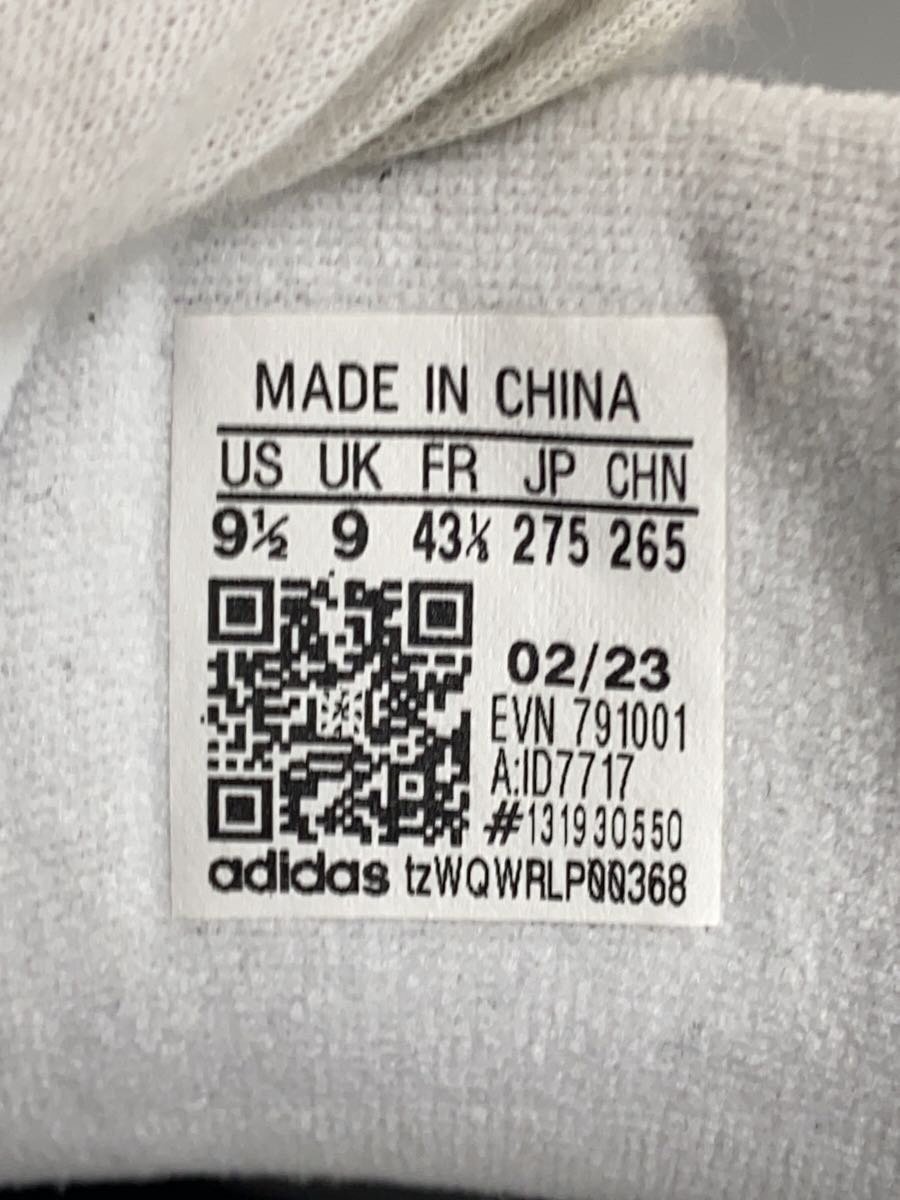 MADE IN CHINA
US UK FR JP CHN
9½ 9 43⅓ 275 265
02/23
EVN 791001
A:ID7717
#131930550
adidas tzWQWRLP00368